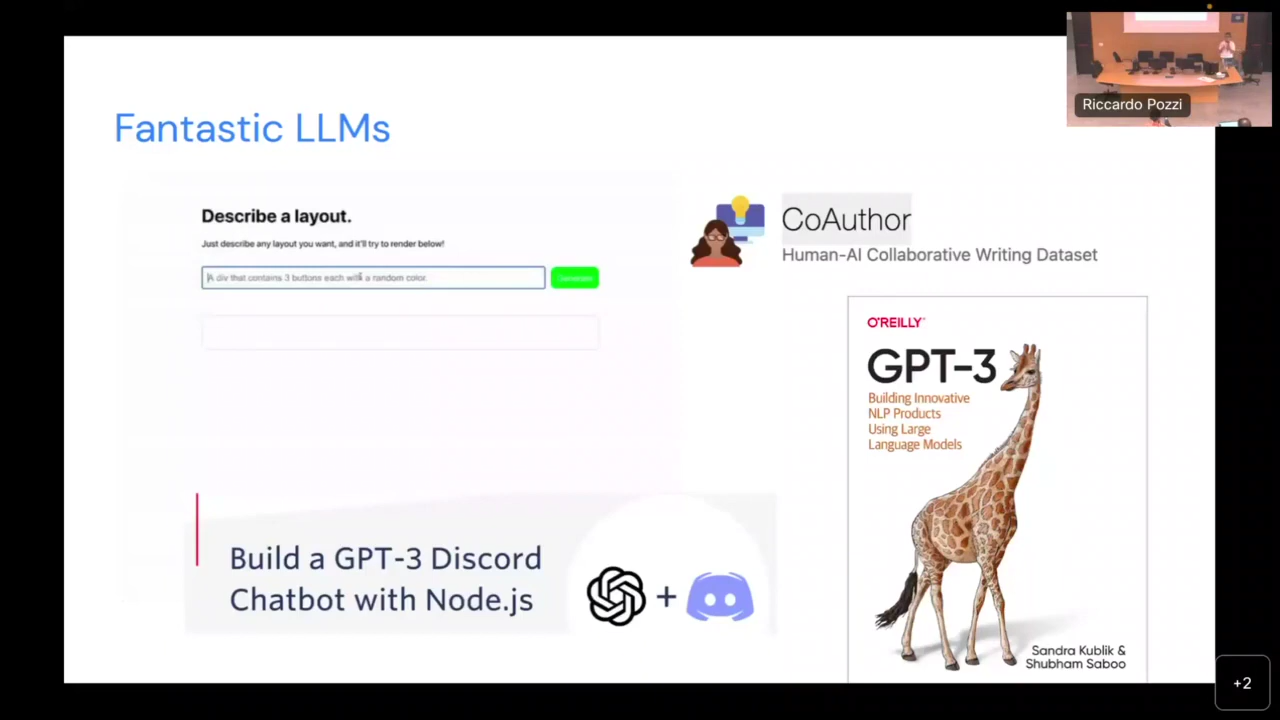 Riccardo Pozzi
Fantastic LLMs
Describe a layout.
Just describe any layout you want, and it'll try to render below!
A div that contains 3 buttons each with a random color.
CoAuthor
Human-AI Collaborative Writing Dataset
O'REILLY
GPT-3
Building Innovative
NLP Products
Using Large
Language Models
Sandra Kublik &
Shubham Saboo
Build a GPT-3 Discord
Chatbot with Node.js
+
+2